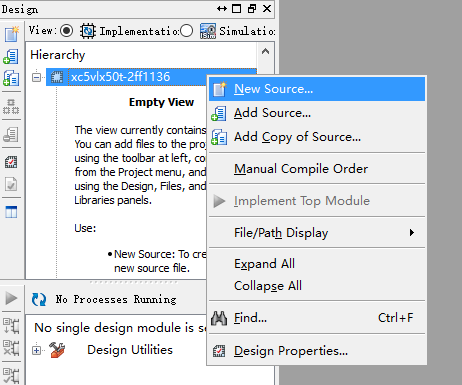 Design
View:
Implementatio
Simulatio
Hierarchy
xc5vlx50t-2ff1136
Empty View
The view currently contains
You can add files to the proj
using the toolbar at left, co
from the Project menu, and
using the Design, Files, and
Libraries panels.
Use:
•New Source: To cre
new source file.
No Processes Running
No single design module is se
Design Utilities
New Source...
Add Source...
Add Copy of Source...
Manual Compile Order
Implement Top Module
File/Path Display
Expand All
Collapse All
Find... Ctrl+F
Design Properties...